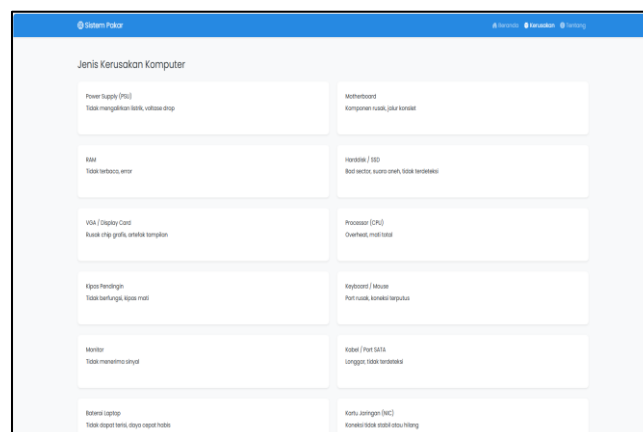 Sistem Pakar
Beranda Kerusakan Tentang
Jenis Kerusakan Komputer
Power Supply (PSU)
Tidak mengalirkan listrik, voltase drop
Motherboard
Komponen rusak, jalur konslet
RAM
Tidak terbaca, error
Harddisk / SSD
Bad sector, suara aneh, tidak terdeteksi
VGA / Display Card
Rusak chip grafis, artefak tampilan
Processor (CPU)
Overheat, mati total
Kipas Pendingin
Tidak berfungsi, kipas mati
Keyboard / Mouse
Port rusak, koneksi terputus
Monitor
Tidak menerima sinyal
Kabel / Port SATA
Longgar, tidak terdeteksi
Baterai Laptop
Tidak dapat terisi, daya cepat habis
Kartu Jaringan (NIC)
Koneksi tidak stabil atau hilang